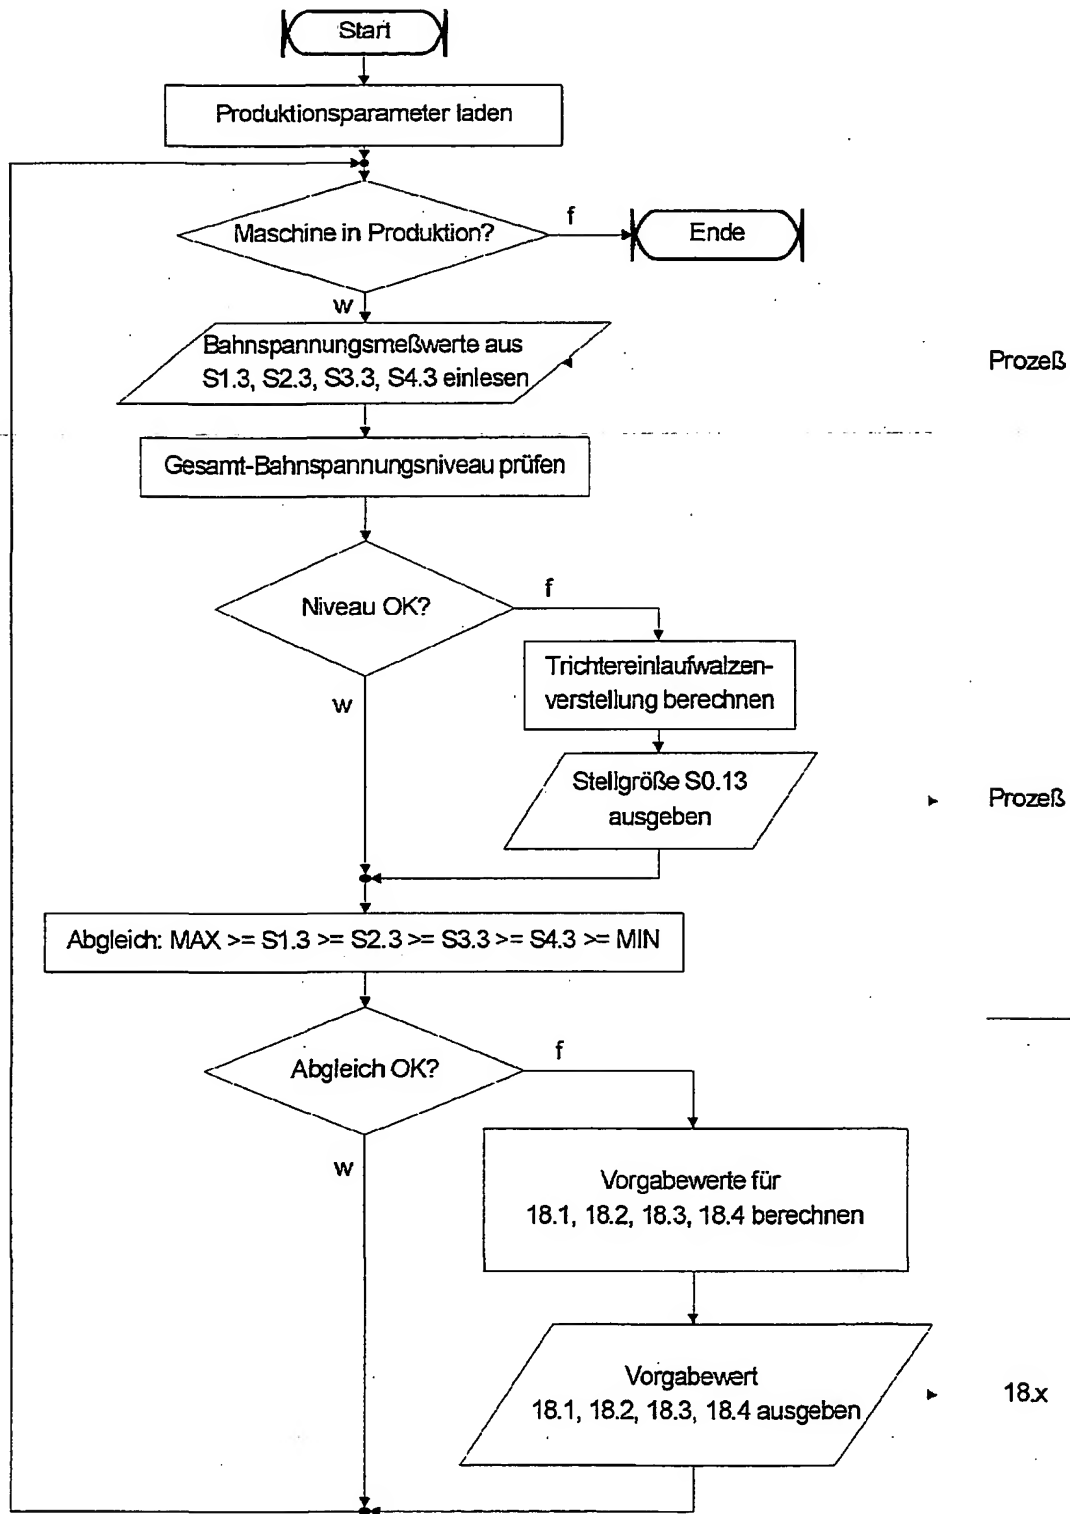 Start
Produktionsparameter laden
Maschine in Produktion?
f
Ende
w
Bahnspannungsmeßwerte aus
S1.3, S2.3, S3.3, S4.3 einlesen
Prozeß
Gesamt-Bahnspannungsniveau prüfen
Niveau OK?
f
w
Trichtereinlaufwalzen-
verstellung berechnen
Stellgröße S0.13
ausgeben
Prozeß
Abgleich: MAX >= S1.3 >= S2.3 >= S3.3 >= S4.3 >= MIN
Abgleich OK?
f
w
Vorgabewerte für
18.1, 18.2, 18.3, 18.4 berechnen
Vorgabewert
18.1, 18.2, 18.3, 18.4 ausgeben
18.x